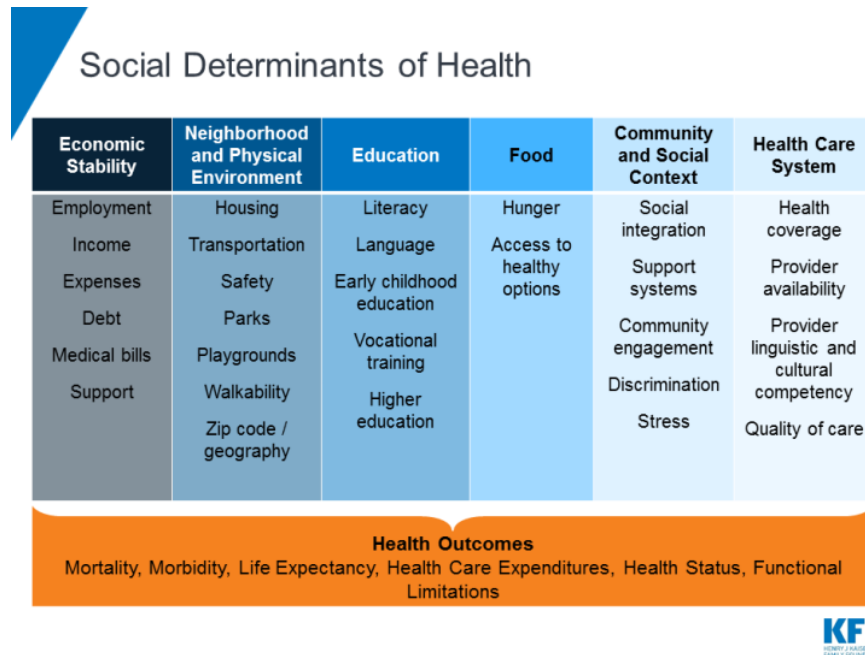 Social Determinants of Health
Economic
Stability
Neighborhood
and Physical
Environment
Education
Food
Community
and Social
Context
Health Care
System
Employment
Income
Expenses
Debt
Medical bills
Support
Housing
Transportation
Safety
Parks
Playgrounds
Walkability
Zip code /
geography
Literacy
Language
Early childhood
education
Vocational
training
Higher
education
Hunger
Access to
healthy
options
Social
integration
Support
systems
Community
engagement
Discrimination
Stress
Health
coverage
Provider
availability
Provider
linguistic and
cultural
competency
Quality of care
Health Outcomes
Mortality, Morbidity, Life Expectancy, Health Care Expenditures, Health Status, Functional
Limitations
KF
HENRY J KAISE